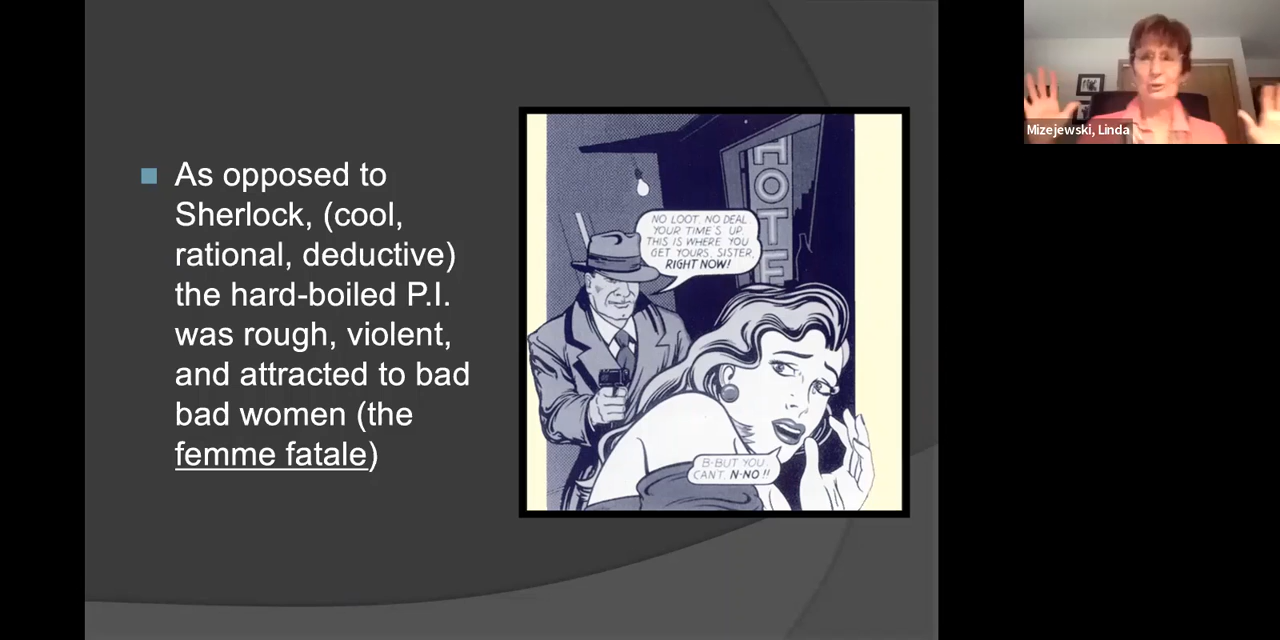 As opposed to
Sherlock, (cool,
rational, deductive)
the hard-boiled P.I.
was rough, violent,
and attracted to bad
bad women (the
femme fatale)
HOTE
NO LOOT. NO DEAL.
YOUR TIME'S UP.
THIS IS WHERE YOU
GET YOURS, SISTER,
RIGHT NOW!
B-BUT YOU
CAN'T. N-NO!!
Mizejewski, Linda